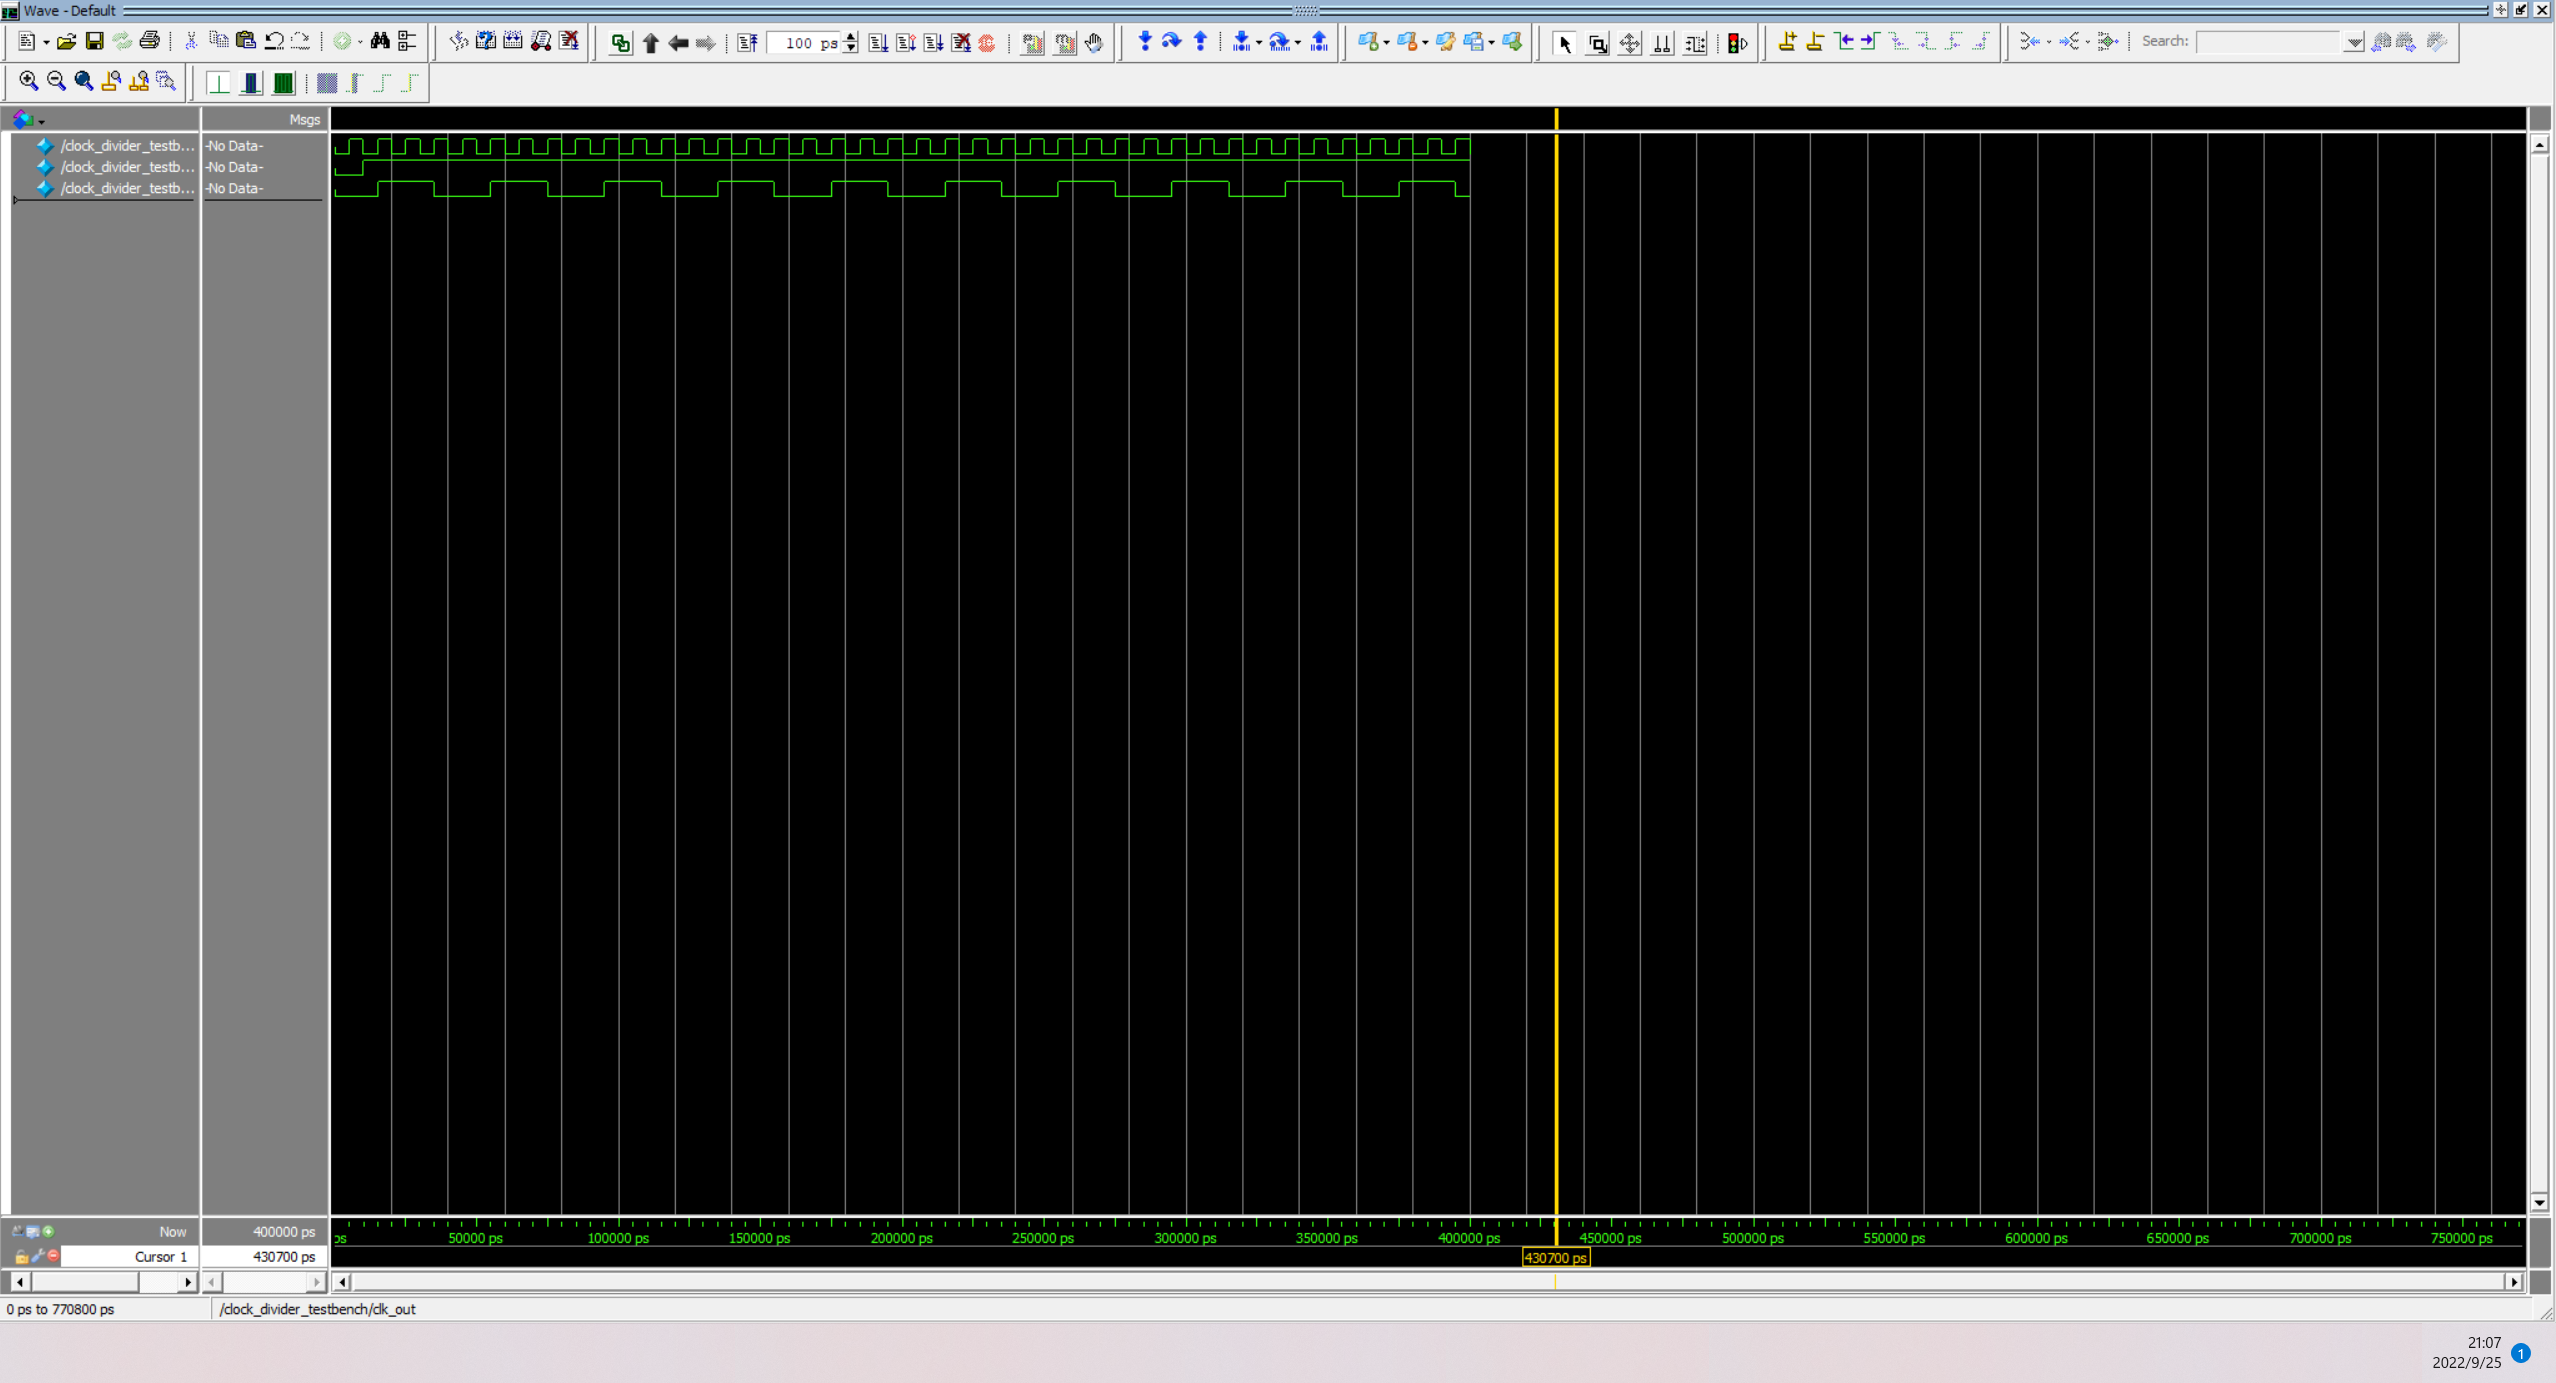 Wave - Default
100 ps
Search:
Msgs
/clock_divider_testb... -No Data-
/clock_divider_testb... -No Data-
/clock_divider_testb... -No Data-
Now 400000 ps
ps 50000 ps 100000 ps 150000 ps 200000 ps 250000 ps 300000 ps 350000 ps 400000 ps 450000 ps 500000 ps 550000 ps 600000 ps 650000 ps 700000 ps 750000 ps
Cursor 1 430700 ps 430700 ps
0 ps to 770800 ps /clock_divider_testbench/clk_out
21:07
2022/9/25 1